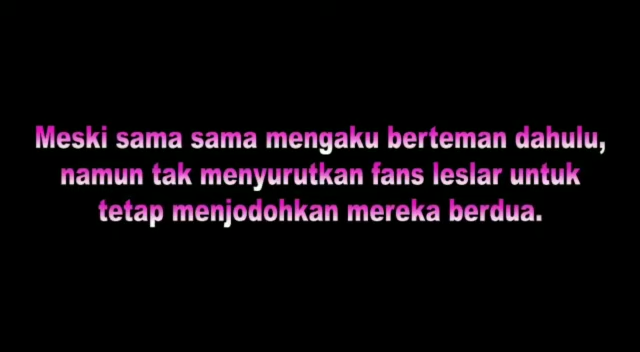 Meski sama sama mengaku berteman dahulu,
namun tak menyurutkan fans leslar untuk
tetap menjodohkan mereka berdua.